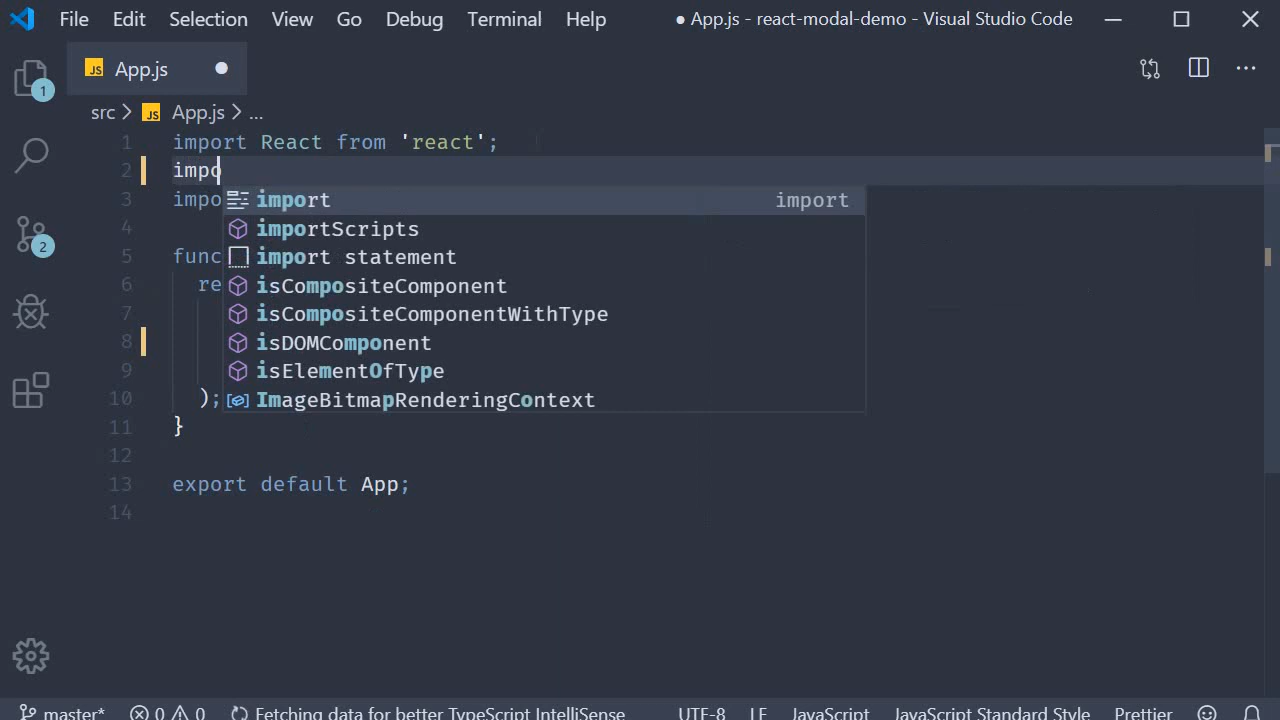 File Edit Selection View Go Debug Terminal Help ● App.js - react-modal-demo - Visual Studio Code
JS App.js
1
src > JS App.js > ...
1 import React from 'react';
2 impo
3 impo
import import
importScripts
import statement
isCompositeComponent
isCompositeComponentWithType
isDOMComponent
isElementOfType
ImageBitmapRenderingContext
4
5 func
2
6 re
7
8
9
10 );
11 }
12
13 export default App;
14
master* 0 0 Fetching data for better TypeScript IntelliSense UTF-8 LF JavaScript JavaScript Standard Style Prettier